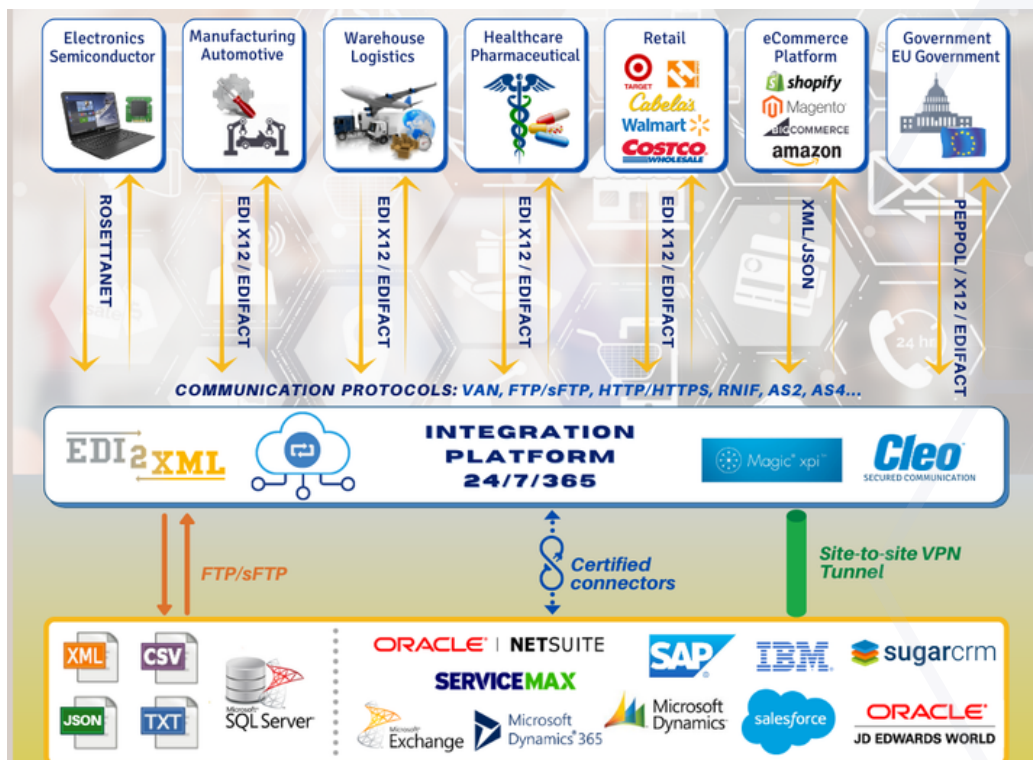 Electronics
Semiconductor
Manufacturing
Automotive
Warehouse
Logistics
Healthcare
Pharmaceutical
Retail
TARGET
Cabela's
Walmart
COSTCO
WHOLESALE
eCommerce
Platform
shopify
Magento
BIGCOMMERCE
amazon
Government
EU Government
ROSETTANET
EDI X12 / EDIFACT
EDI X12 / EDIFACT
EDI X12 / EDIFACT
EDI X12 / EDIFACT
XML/JSON
PEPPOL / X12 / EDIFACT
24 hr
COMMUNICATION PROTOCOLS: VAN, FTP/sFTP, HTTP/HTTPS, RNIF, AS2, AS4...
EDI2XML
INTEGRATION
PLATFORM
24/7/365
Magic® xpi™
Cleo
SECURED COMMUNICATION
FTP/sFTP
Certified
connectors
Site-to-site VPN
Tunnel
XML
CSV
JSON
TXT
Microsoft
SQL Server
ORACLE | NETSUITE
SERVICEMAX
SAP
IBM
sugarcrm
Microsoft
Exchange
Microsoft
Dynamics 365
Microsoft
Dynamics
salesforce
ORACLE
JD EDWARDS WORLD